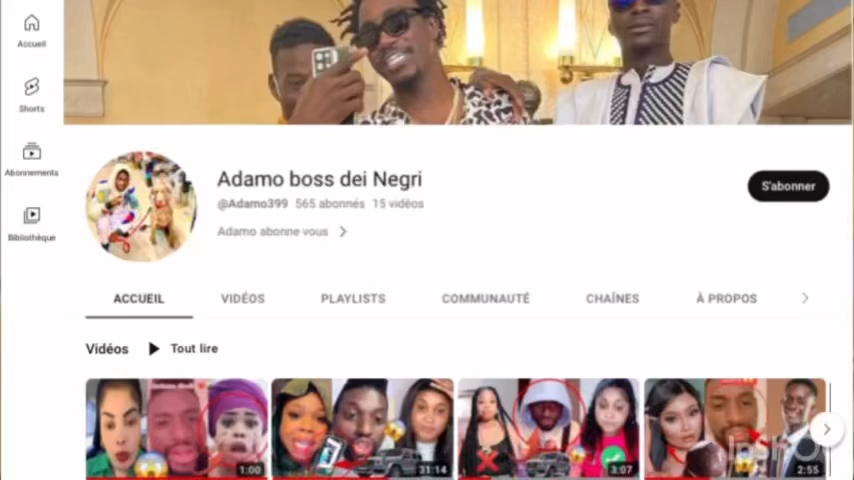 Accueil
Shorts
Abonnements
Bibliothèque
Adamo boss dei Negri
@Adamo399 565 abonnés 15 vidéos
Adamo abonne vous
S'abonner
ACCUEIL VIDÉOS PLAYLISTS COMMUNAUTÉ CHAÎNES À PROPOS
Vidéos Tout lire
1:00 31:14 3:07 2:55
InShO